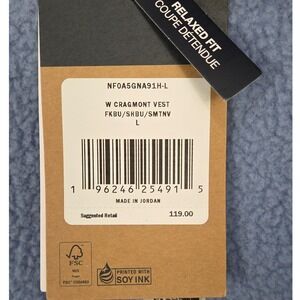 RELAXED FIT
COUPE DÉTENDUE
NF0A5GNA91H-L
W CRAGMONT VEST
FKBU/SHBU/SMTNV
L
1 96246 25491 5
MADE IN JORDAN
Suggested Retail 119.00
FSC
PRINTED WITH
SOY INK